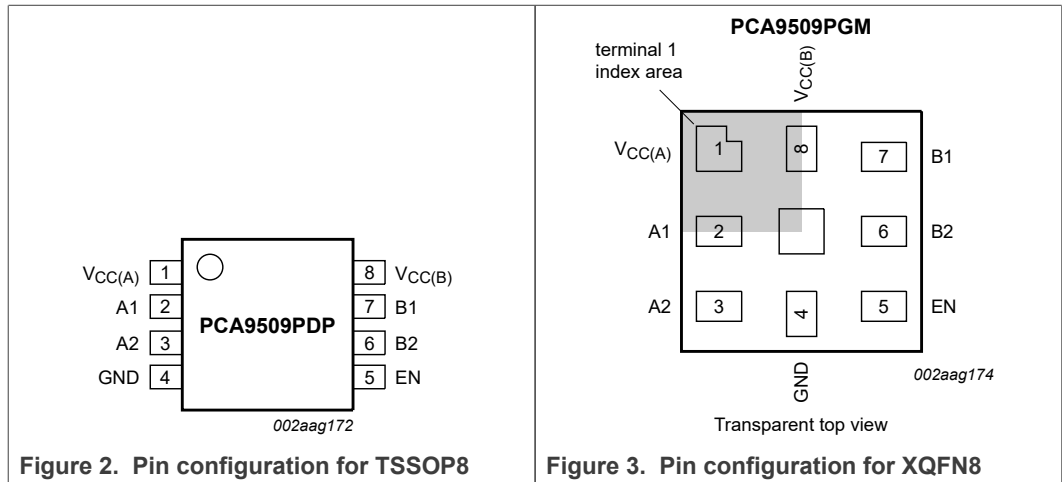 VCC(A) 1
A1 2
A2 3
GND 4
8 VCC(B)
7 B1
6 B2
5 EN
PCA9509PDP
002aag172
Figure 2. Pin configuration for TSSOP8
PCA9509PGM
terminal 1
index area
VCC(B)
VCC(A) 1 8 7 B1
A1 2 6 B2
A2 3 4 5 EN
GND
002aag174
Transparent top view
Figure 3. Pin configuration for XQFN8